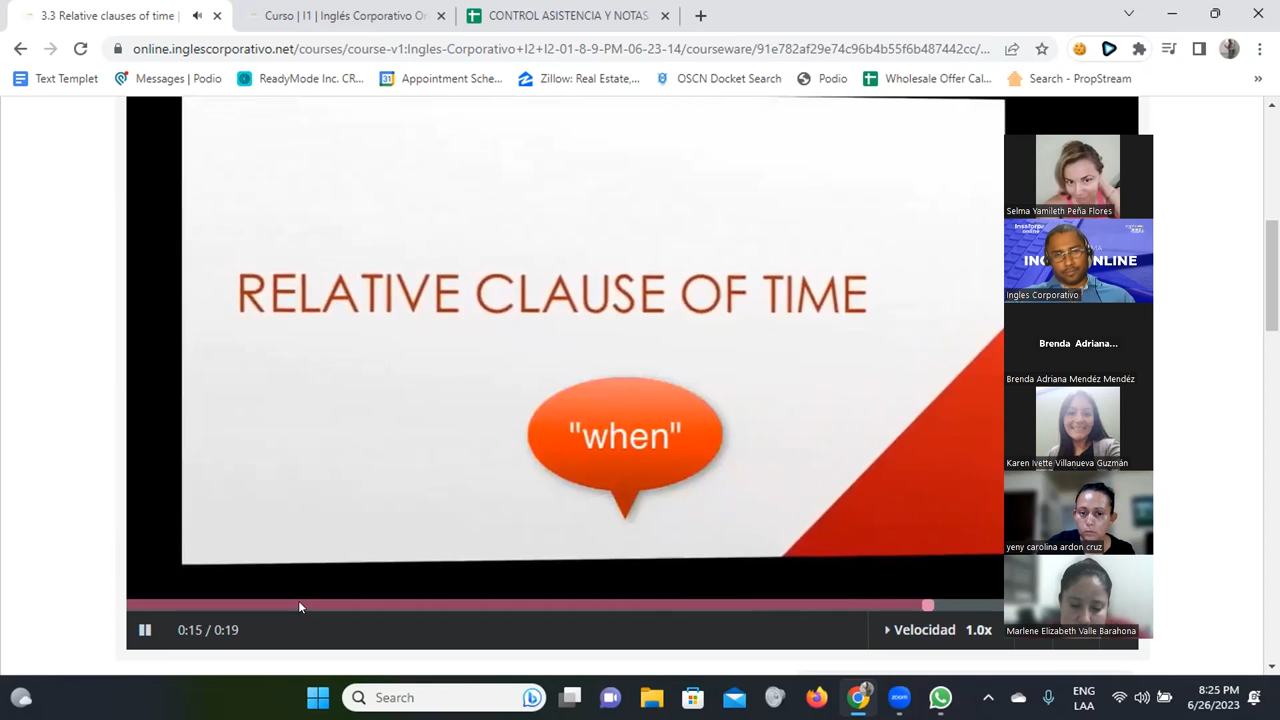 3.3 Relative clauses of time |
Curso | I1 | Inglés Corporativo On
CONTROL ASISTENCIA Y NOTAS
online.inglescorporativo.net/courses/course-v1:Ingles-Corporativo+I2+I2-01-8-9-PM-06-23-14/courseware/91e782af29e74c96b4b55f6b487442cc/...
Text Templet
Messages | Podio
ReadyMode Inc. CR...
Appointment Sche...
Zillow: Real Estate,...
OSCN Docket Search
Podio
Wholesale Offer Cal...
Search - PropStream
»
RELATIVE CLAUSE OF TIME
"when"
Selma Yamileth Peña Flores
Ingles Corporativo
Brenda Adriana...
Brenda Adriana Mendéz Mendéz
Karen Ivette Villanueva Guzmán
yeny carolina ardon cruz
Marlene Elizabeth Valle Barahona
0:15 / 0:19
Velocidad 1.0x
Search
ENG
LAA
8:25 PM
6/26/2023